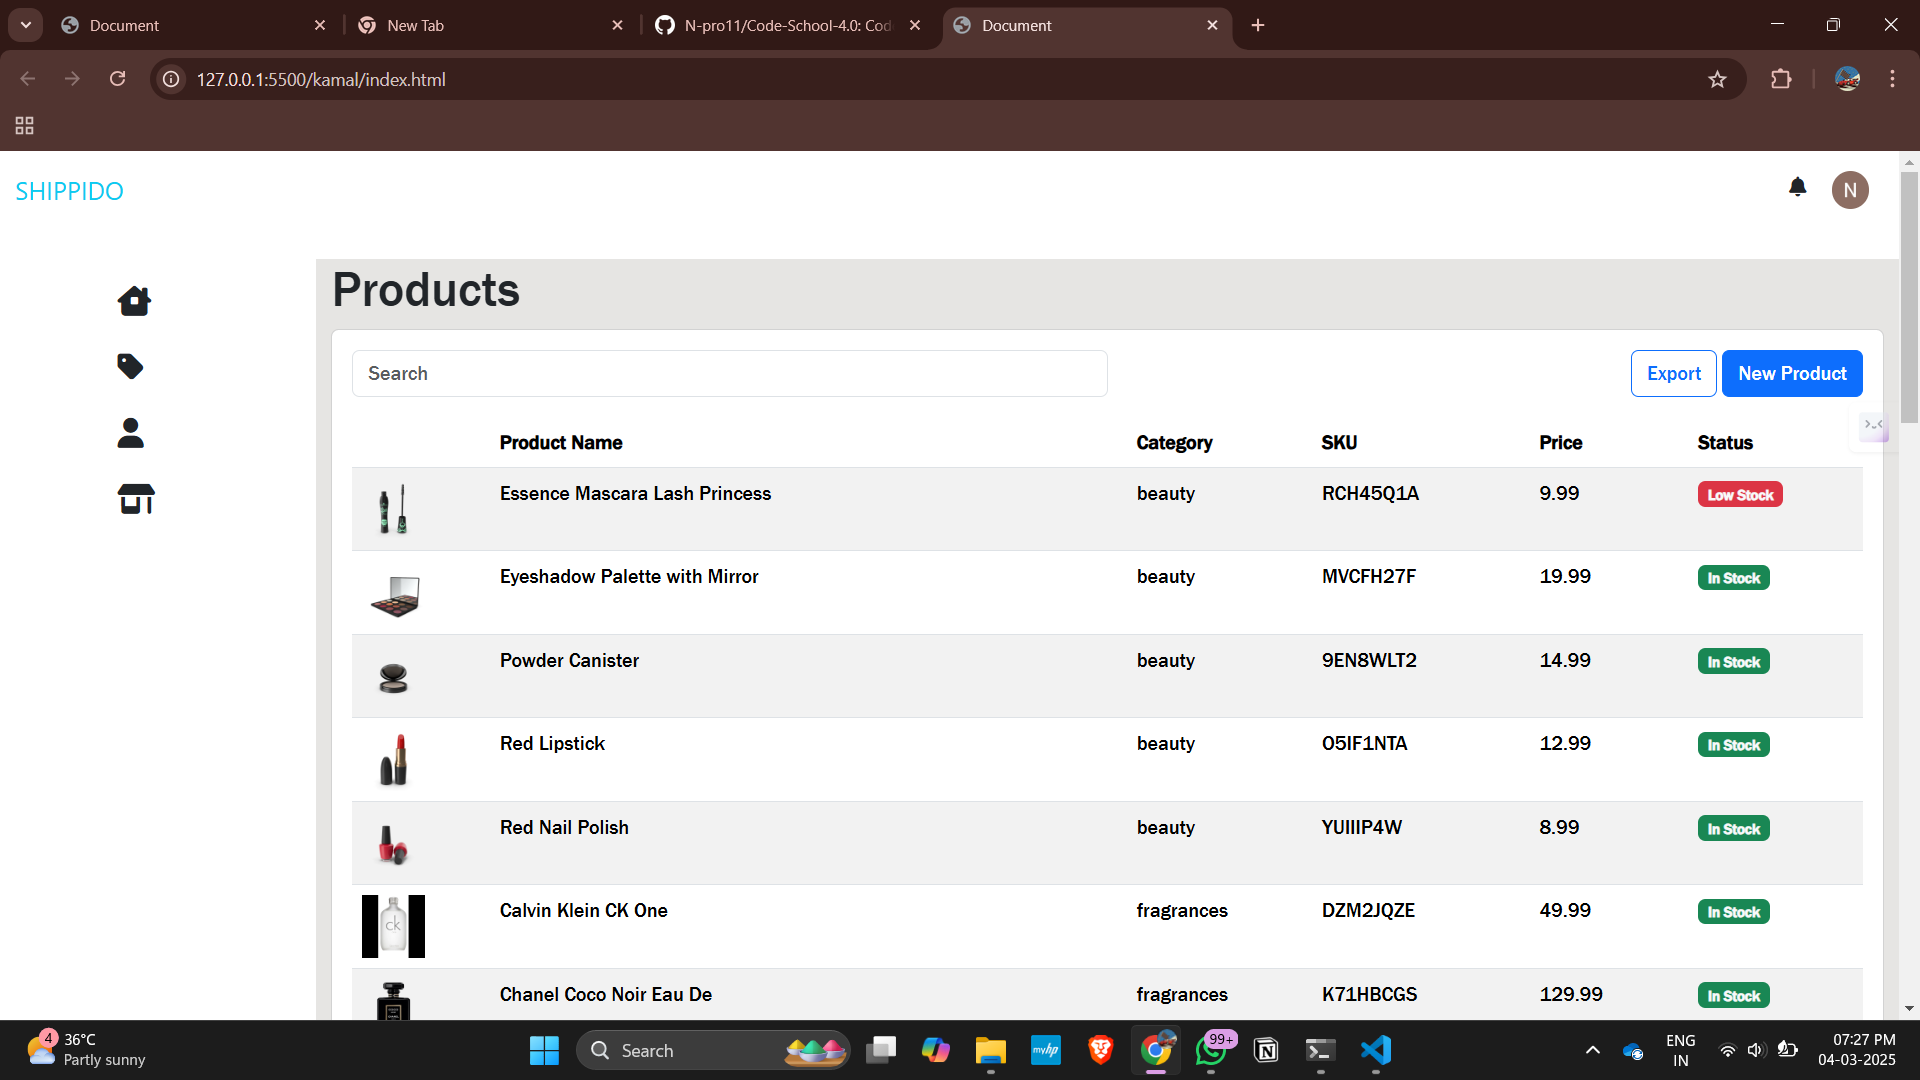 Document
New Tab
N-pro11/Code-School-4.0: Cod
Document
127.0.0.1:5500/kamal/index.html
SHIPPIDO
N
Products
Search
Export
New Product
Product Name Category SKU Price Status
Essence Mascara Lash Princess beauty RCH45Q1A 9.99 Low Stock
Eyeshadow Palette with Mirror beauty MVCFH27F 19.99 In Stock
Powder Canister beauty 9EN8WLT2 14.99 In Stock
Red Lipstick beauty O5IF1NTA 12.99 In Stock
Red Nail Polish beauty YUIIIP4W 8.99 In Stock
ck
Calvin Klein CK One fragrances DZM2JQZE 49.99 In Stock
Chanel Coco Noir Eau De fragrances K71HBCGS 129.99 In Stock
4
36°C
Partly sunny
Search
myhp
99+
ENG
IN
07:27 PM
04-03-2025